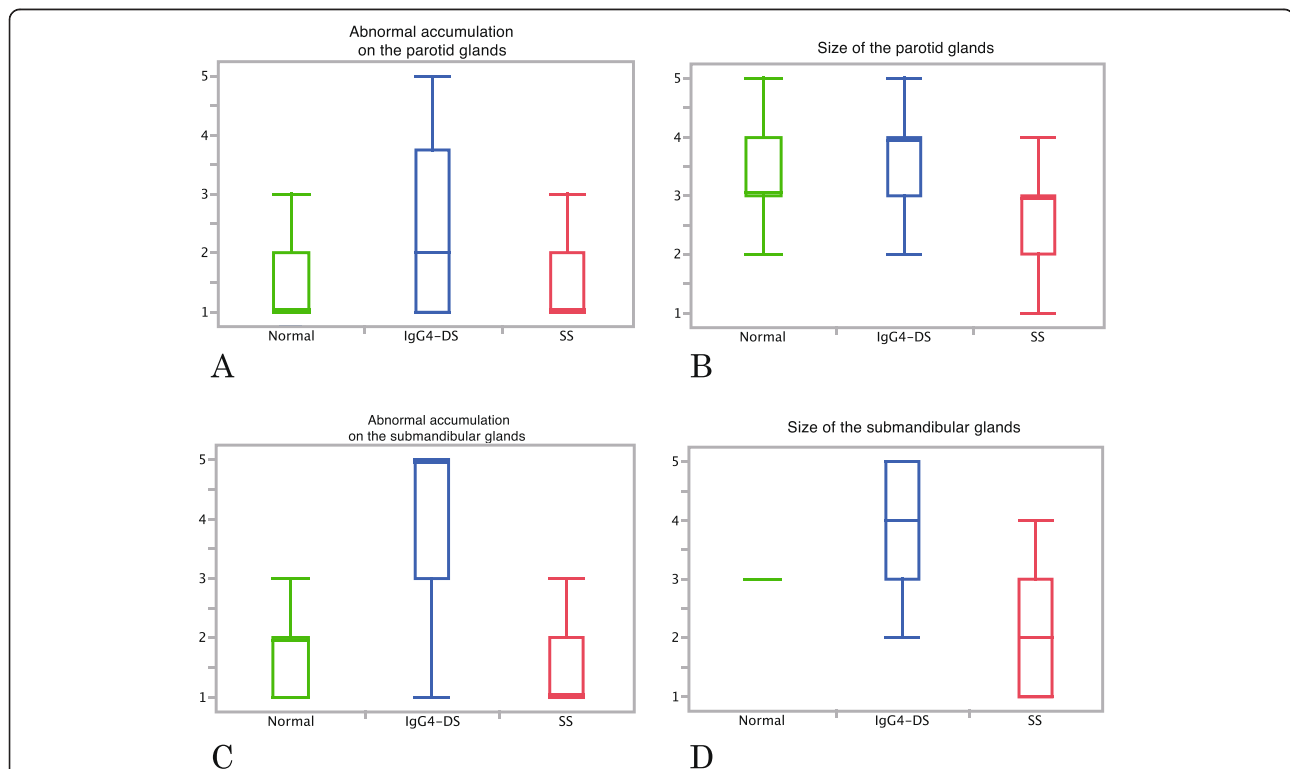 Abnormal accumulation
on the parotid glands
5
4
3
2
1
Normal IgG4-DS SS
A
Size of the parotid glands
5
4
3
2
1
Normal IgG4-DS SS
B
Abnormal accumulation
on the submandibular glands
5
4
3
2
1
Normal IgG4-DS SS
C
Size of the submandibular glands
5
4
3
2
1
Normal IgG4-DS SS
D